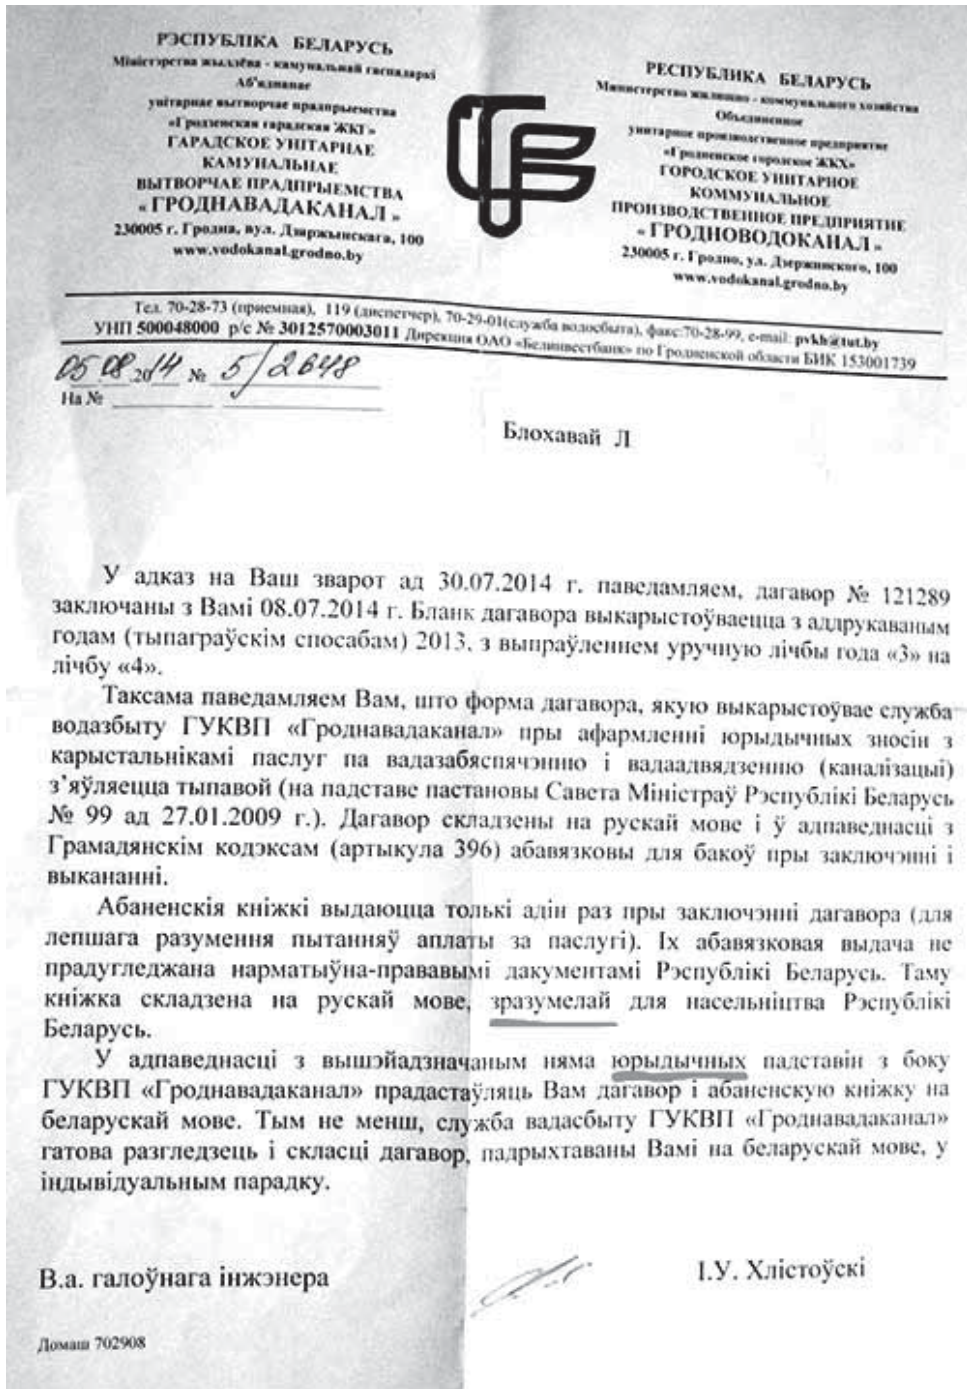 РЭСПУБЛІКА БЕЛАРУСЬ
Міністэрства жыллёва - камунальнай гаспадаркі
Аб'яднанае
унітарнае вытворчае прадпрыемства
«Гродзенская гарадская ЖКГ»
ГАРАДСКОЕ УНІТАРНАЕ
КАМУНАЛЬНАЕ
ВЫТВОРЧАЕ ПРАДПРЫЕМСТВА
« ГРОДНАВАДАКАНАЛ »
230005 г. Гродна, вул. Дзяржынскага, 100
www.vodokanal.grodno.by
РЕСПУБЛИКА БЕЛАРУСЬ
Министерство жилищно - коммунального хозяйства
Объединенное
унитарное производственное предприятие
«Гродненское городское ЖКХ»
ГОРОДСКОЕ УНИТАРНОЕ
КОММУНАЛЬНОЕ
ПРОИЗВОДСТВЕННОЕ ПРЕДПРИЯТИЕ
« ГРОДНОВОДОКАНАЛ »
230005 г. Гродно, ул. Дзержинского, 100
www.vodokanal.grodno.by
Тел. 70-28-73 (приемная), 119 (диспетчер), 70-29-01(служба водосбыта), факс:70-28-99, e-mail: pvkh@tut.by
УНП 500048000 р/с № 3012570003011 Дирекция ОАО «Белинвестбанк» по Гродненской области БИК 153001739
05 08 2014 № 5/2648
На №
Блохавай Л
У адказ на Ваш зварот ад 30.07.2014 г. паведамляем, дагавор № 121289
заключаны з Вамі 08.07.2014 г. Бланк дагавора выкарыстоўваецца з аддрукаваным
годам (тыпаграўскім спосабам) 2013, з выпраўленнем уручную лічбы года «3» на
лічбу «4».
Таксама паведамляем Вам, што форма дагавора, якую выкарыстоўвае служба
водазбыту ГУКВП «Гроднавадаканал» пры афармленні юрыдычных зносін з
карыстальнікамі паслуг па вадазабяспячэнню і вадаадвядзенню (каналізацыі)
з'яўляецца тыпавой (на падставе пастановы Савета Міністраў Рэспублікі Беларусь
№ 99 ад 27.01.2009 г.). Дагавор складзены на рускай мове і ў адпаведнасці з
Грамадянскім кодэксам (артыкула 396) абавязковы для бакоў пры заключэнні і
выкананні.
Абаненскія кніжкі выдаюцца толькі адін раз пры заключэнні дагавора (для
лепшага разумення пытанняў аплаты за паслугі). Іх абавязковая выдача не
прадугледжана нарматыўна-прававымі дакументамі Рэспублікі Беларусь. Таму
кніжка складзена на рускай мове, зразумелай для насельніцтва Рэспублікі
Беларусь.
У адпаведнасці з вышэйадзначаным няма юрыдычных падставін з боку
ГУКВП «Гроднавадаканал» прадастаўляць Вам дагавор і абаненскую кніжку на
беларускай мове. Тым не менш, служба вадасбыту ГУКВП «Гроднавадаканал»
гатова разгледзець і скласці дагавор, падрыхтаваны Вамі на беларускай мове, у
індывідуальным парадку.
В.а. галоўнага інжэнера
І.У. Хлістоўскі
Домаш 702908